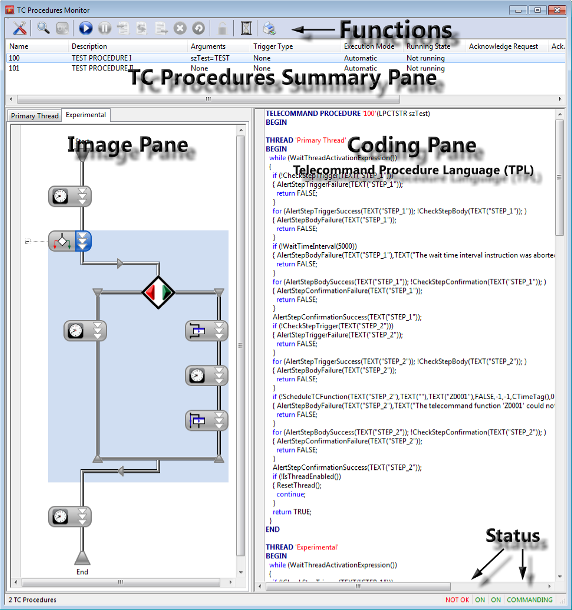 TC Procedures Monitor
Functions
Name Description Arguments Trigger Type Execution Mode Running State Acknowledge Request Ack.
100 TEST PROCEDURE I szTest=TEST None Automatic Not running
101 TEST PROCEDURE II None Automatic Not running
TC Procedures Summary Pane
Primary Thread Experimental
Image Pane
End
TELECOMMAND PROCEDURE '100'(LPCTSTR szTest)
BEGIN
Coding Pane
THREAD 'Primary Thread'
BEGIN
while (WaitThreadActivationExpression())
Telecommand Procedure Language (TPL)
{
if (!CheckStepTrigger(TEXT("STEP_1")))
{ AlertStepTriggerFailure(TEXT("STEP_1"));
return FALSE;
}
for (AlertStepTriggerSuccess(TEXT("STEP_1")); !CheckStepBody(TEXT("STEP_1")); )
{ AlertStepBodyFailure(TEXT("STEP_1"));
return FALSE;
}
if (!WaitTimeInterval(5000))
{ AlertStepBodyFailure(TEXT("STEP_1"),TEXT("The wait time interval instruction was aborte
return FALSE;
}
for (AlertStepBodySuccess(TEXT("STEP_1")); !CheckStepConfirmation(TEXT("STEP_1")); )
{ AlertStepConfirmationFailure(TEXT("STEP_1"));
return FALSE;
}
AlertStepConfirmationSuccess(TEXT("STEP_1"));
if (!CheckStepTrigger(TEXT("STEP_2")))
{ AlertStepTriggerFailure(TEXT("STEP_2"));
return FALSE;
}
for (AlertStepTriggerSuccess(TEXT("STEP_2")); !CheckStepBody(TEXT("STEP_2")); )
{ AlertStepBodyFailure(TEXT("STEP_2"));
return FALSE;
}
if (!ScheduleTCFunction(TEXT("STEP_2"),TEXT(""),TEXT("Z0001"),FALSE,-1,-1,CTimeTag(),0
{ AlertStepBodyFailure(TEXT("STEP_2"),TEXT("The telecommand function 'Z0001' could not
return FALSE;
}
for (AlertStepBodySuccess(TEXT("STEP_2")); !CheckStepConfirmation(TEXT("STEP_2")); )
{ AlertStepConfirmationFailure(TEXT("STEP_2"));
return FALSE;
}
AlertStepConfirmationSuccess(TEXT("STEP_2"));
if (!IsThreadEnabled())
{ ResetThread();
continue;
}
return TRUE;
}
END
THREAD 'Experimental'
BEGIN
while (WaitThreadActivationExpression())
{
Status
2 TC Procedures NOT OK ON ON COMMANDING